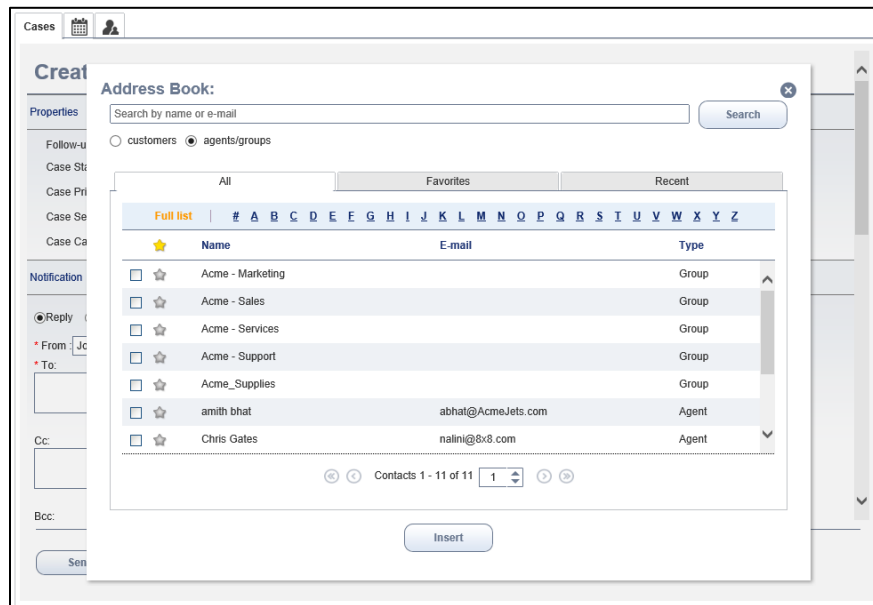 Cases
Creat
Address Book:
Search by name or e-mail
Search
Properties
customers agents/groups
Follow-u
Case Sta
Case Pri
Case Se
Case Ca
All Favorites Recent
Full list | # A B C D E F G H I J K L M N O P Q R S T U V W X Y Z
Name E-mail Type
Acme - Marketing Group
Acme - Sales Group
Acme - Services Group
Acme - Support Group
Acme_Supplies Group
amith bhat abhat@AcmeJets.com Agent
Chris Gates nalini@8x8.com Agent
Notification
Reply
* From : Jo
* To:
Cc:
Bcc:
Contacts 1 - 11 of 11 1
Insert
Sen